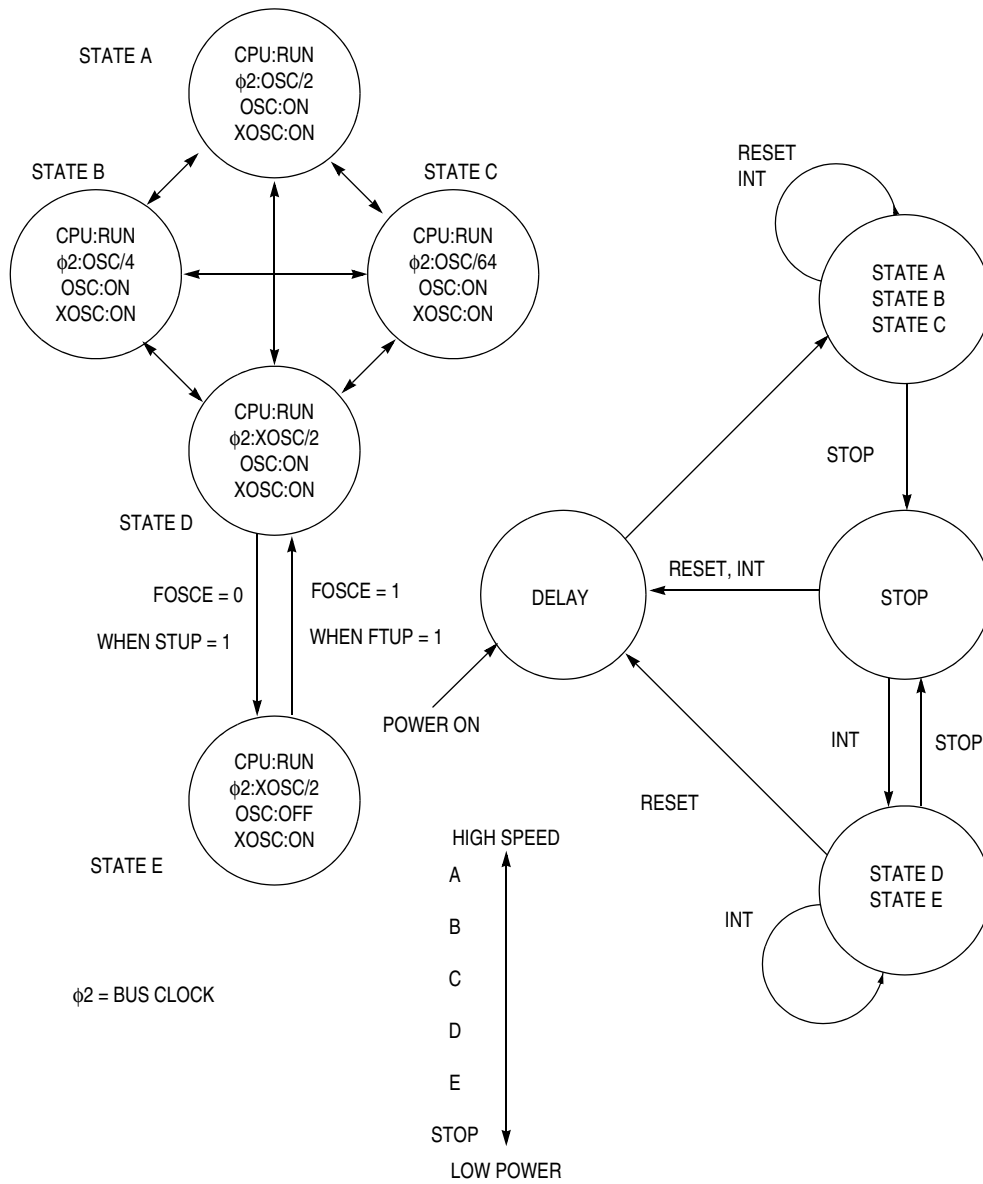 STATE A
CPU:RUN
ϕ2:OSC/2
OSC:ON
XOSC:ON
STATE B
CPU:RUN
ϕ2:OSC/4
OSC:ON
XOSC:ON
STATE C
CPU:RUN
ϕ2:OSC/64
OSC:ON
XOSC:ON
CPU:RUN
ϕ2:XOSC/2
OSC:ON
XOSC:ON
STATE D
FOSCE = 0
WHEN STUP = 1
FOSCE = 1
WHEN FTUP = 1
CPU:RUN
ϕ2:XOSC/2
OSC:OFF
XOSC:ON
STATE E
ϕ2 = BUS CLOCK
RESET
INT
STATE A
STATE B
STATE C
STOP
RESET, INT
DELAY
STOP
POWER ON
INT
STOP
RESET
STATE D
STATE E
INT
HIGH SPEED
A
B
C
D
E
STOP
LOW POWER